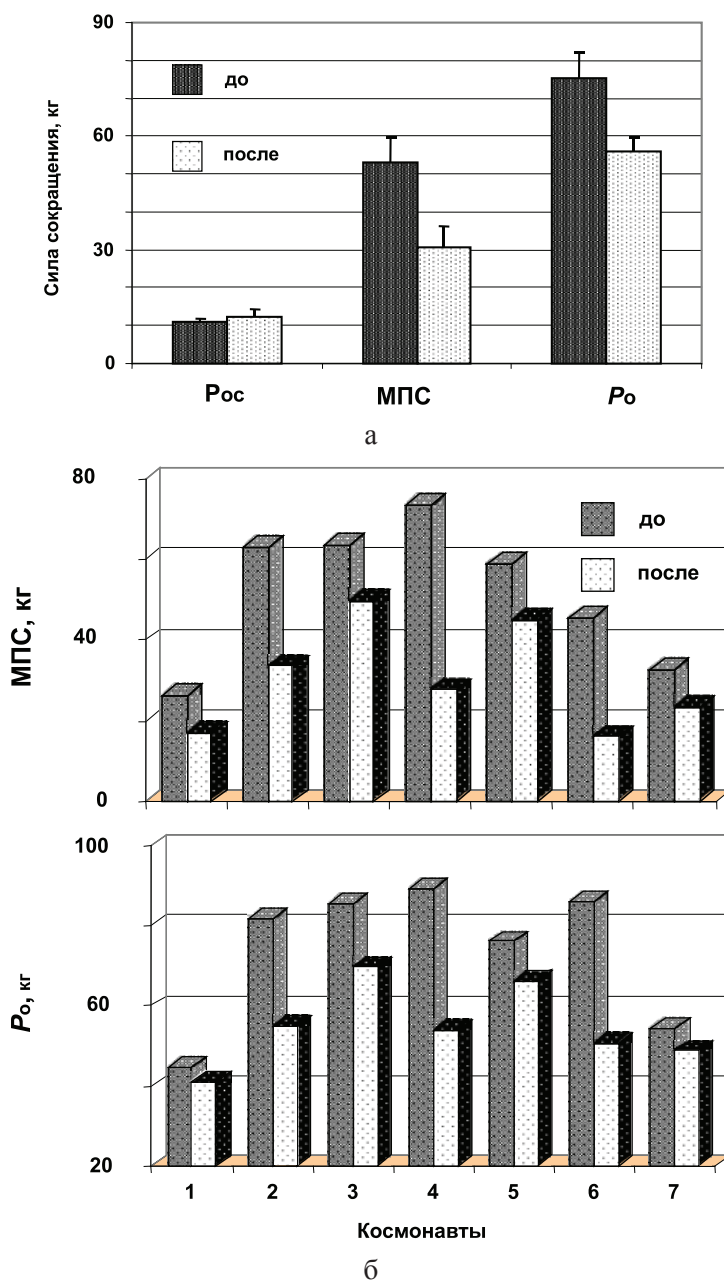 90
60
30
0
Сила сокращения, кг
до
после
Рос МПС Ро
а
80
40
0
МПС, кг
до
после
100
60
20
Ро, кг
1 2 3 4 5 6 7
Космонавты
б